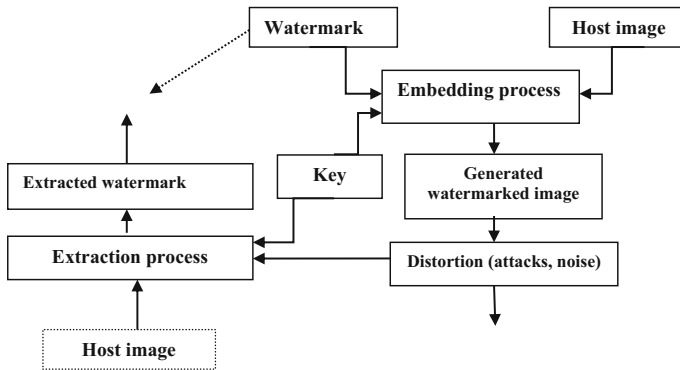 Watermark
Host image
Embedding process
Key
Generated
watermarked image
Extracted watermark
Extraction process
Distortion (attacks, noise)
Host image